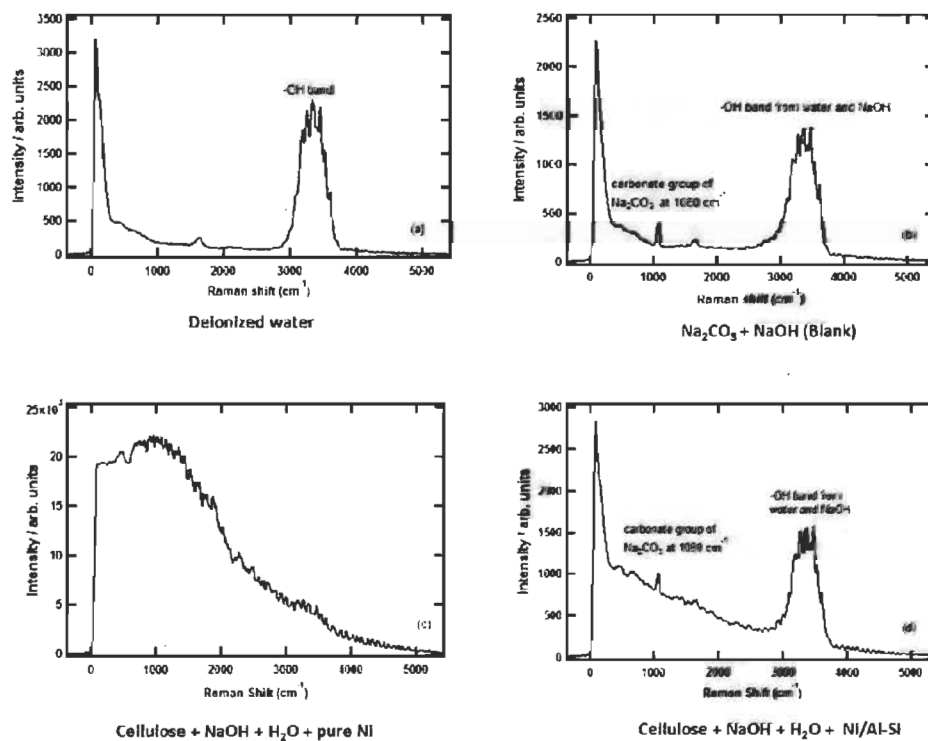 3500
3000
2500
2000
1500
1000
500
0
Intensity / arb. units
-OH band
(a)
0 1000 2000 3000 4000 5000
Raman shift (cm⁻¹)
Deionized water
2500
2000
1500
1000
500
0
Intensity / arb. units
-OH band from water and NaOH
carbonate group of
Na₂CO₃ at 1080 cm⁻¹
(b)
0 1000 2000 3000 4000 5000
Raman shift (cm⁻¹)
Na₂CO₃ + NaOH (Blank)
25x10³
20
15
10
5
0
Intensity / arb. units
(c)
0 1000 2000 3000 4000 5000
Raman Shift (cm⁻¹)
Cellulose + NaOH + H₂O + pure Ni
3000
2500
2000
1500
1000
500
0
Intensity / arb. units
-OH band from
water and NaOH
carbonate group of
Na₂CO₃ at 1080 cm⁻¹
(d)
0 1000 2000 3000 4000 5000
Raman Shift (cm⁻¹)
Cellulose + NaOH + H₂O + Ni/Al-Si